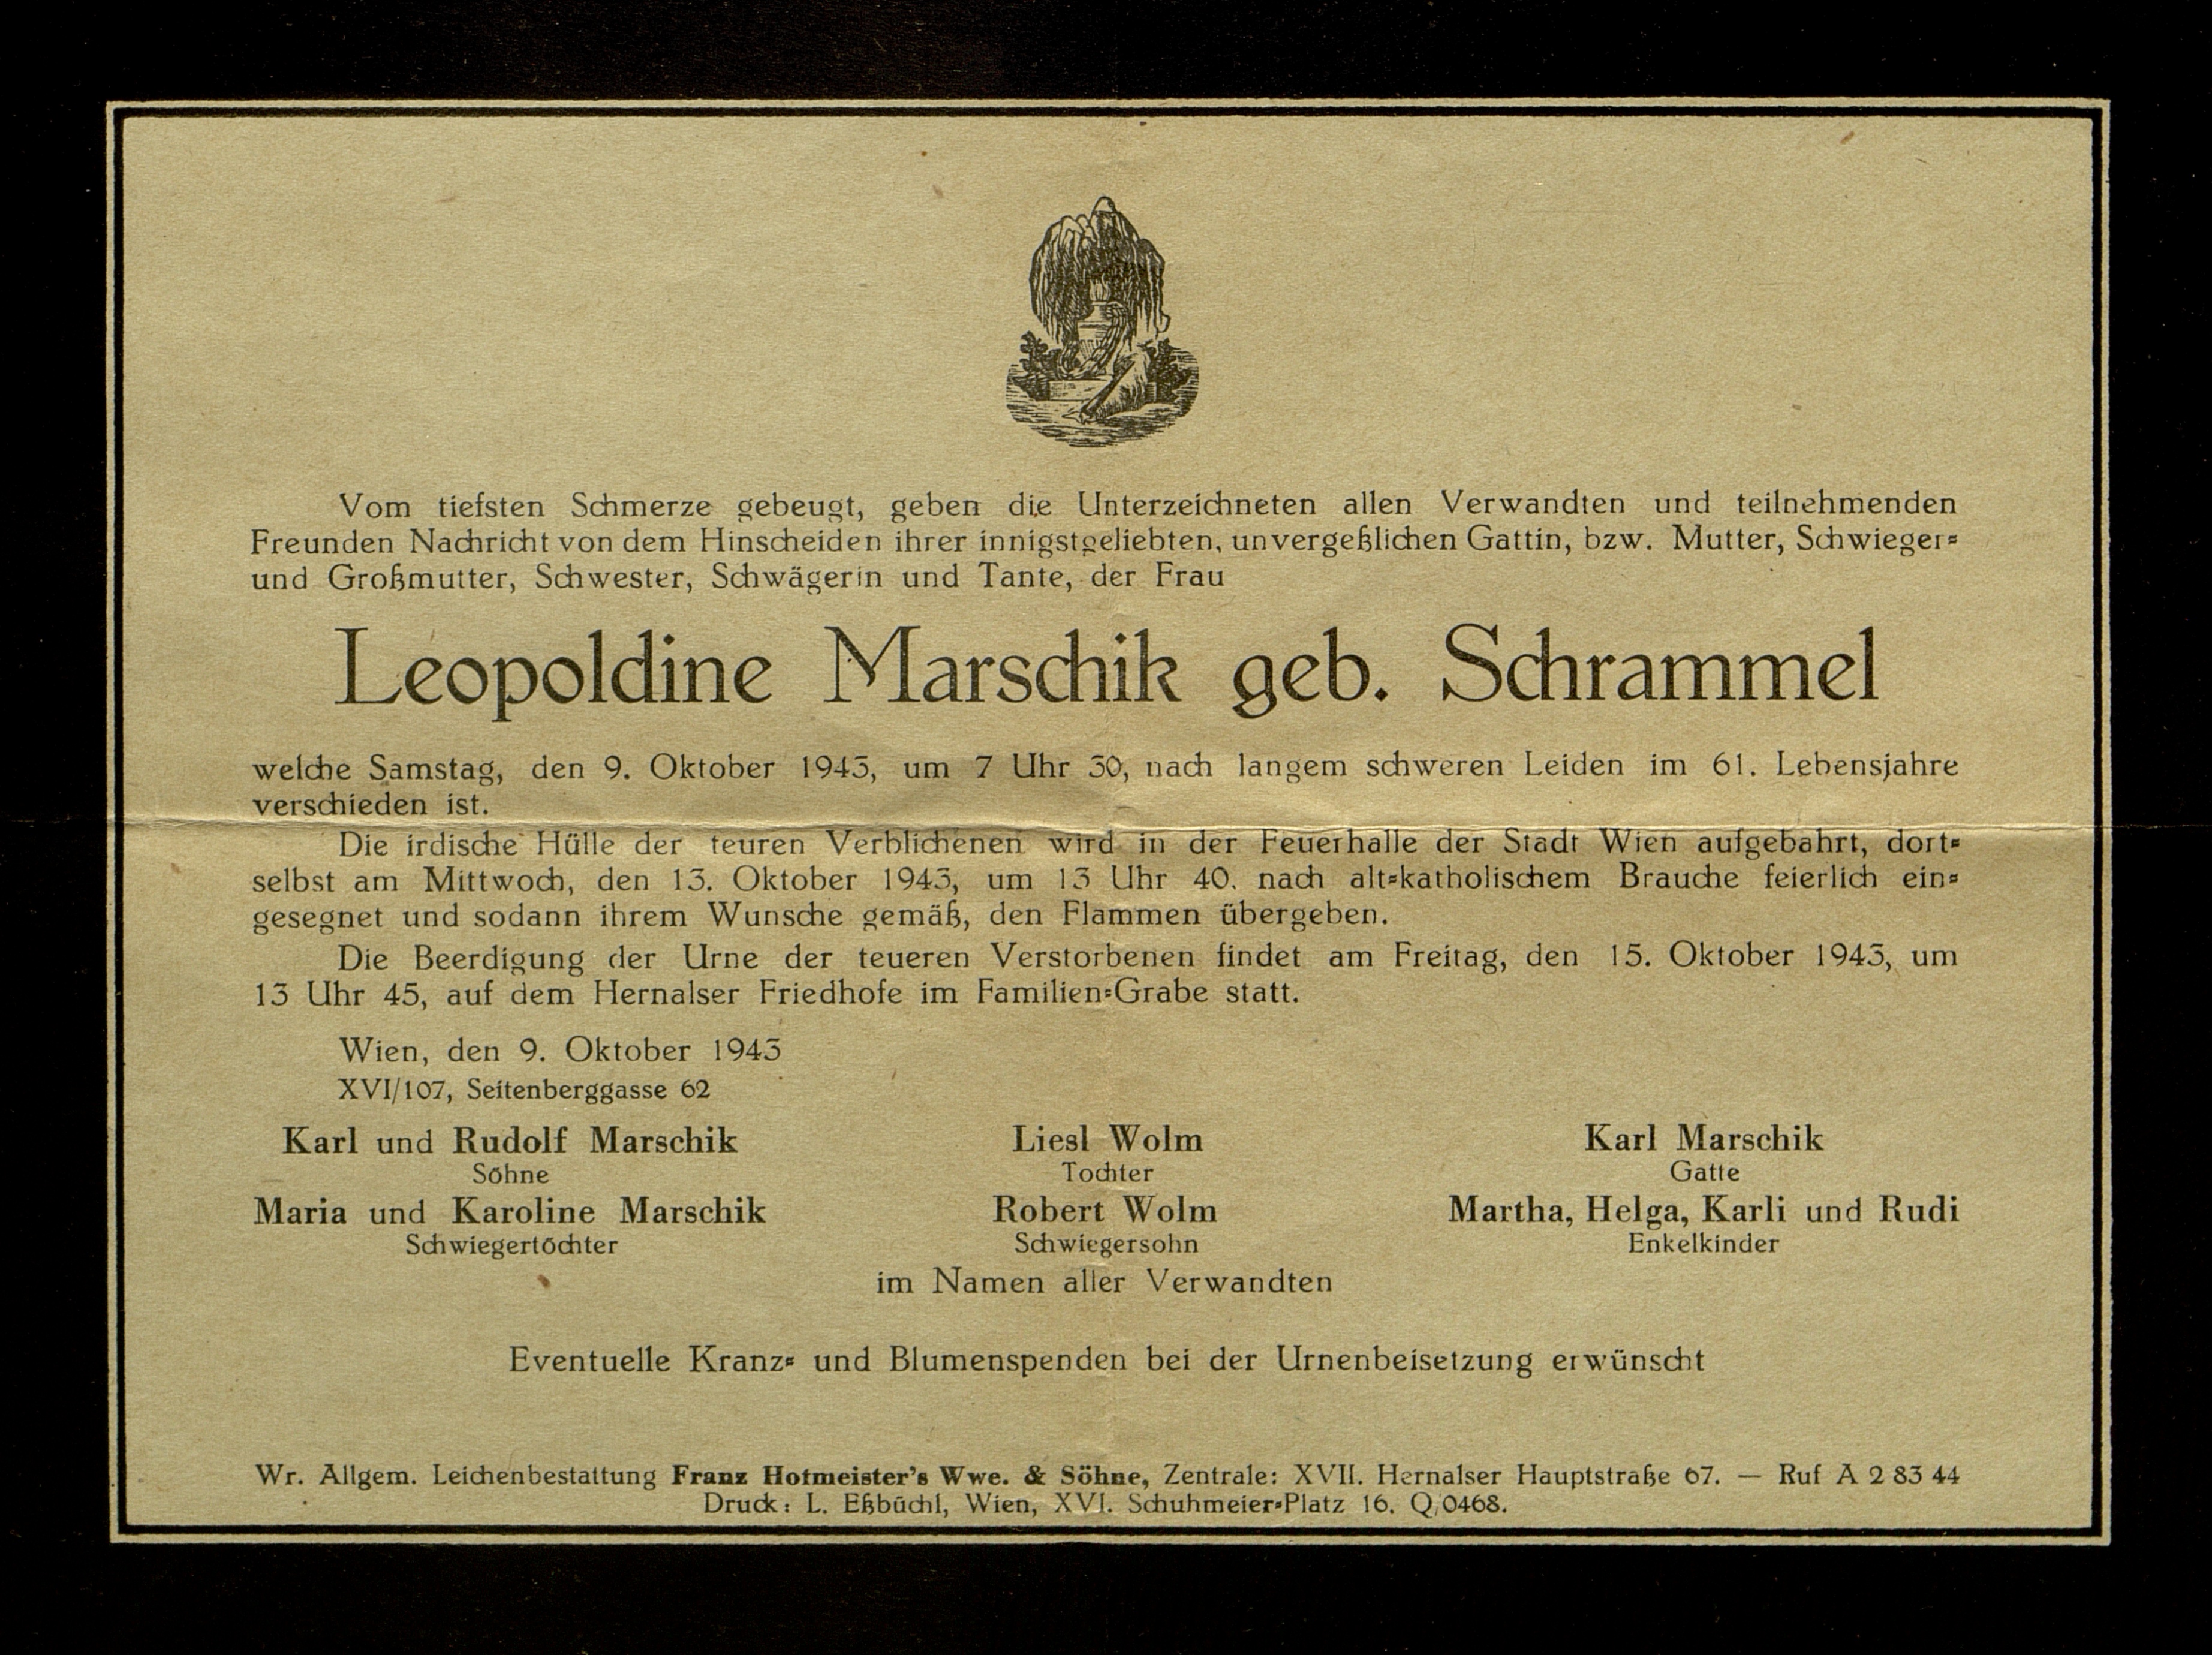 Vom tiefsten Schmerze gebeugt, geben die Unterzeichneten allen Verwandten und teilnehmenden
Freunden Nachricht von dem Hinscheiden ihrer innigstgeliebten, unvergeßlichen Gattin, bzw. Mutter, Schwieger=
und Großmutter, Schwester, Schwägerin und Tante, der Frau
Leopoldine Marschik geb. Schrammel
welche Samstag, den 9. Oktober 1943, um 7 Uhr 30, nach langem schweren Leiden im 61. Lebensjahre
verschieden ist.
Die irdische Hülle der teuren Verblichenen wird in der Feuerhalle der Stadt Wien aufgebahrt, dort=
selbst am Mittwoch, den 13. Oktober 1943, um 13 Uhr 40. nach alt=katholischem Brauche feierlich ein=
gesegnet und sodann ihrem Wunsche gemäß, den Flammen übergeben.
Die Beerdigung der Urne der teueren Verstorbenen findet am Freitag, den 15. Oktober 1943, um
13 Uhr 45, auf dem Hernalser Friedhofe im Familien=Grabe statt.
Wien, den 9. Oktober 1943
XVI/107, Seitenberggasse 62
Karl und Rudolf Marschik Liesl Wolm Karl Marschik
Söhne Tochter Gatte
Maria und Karoline Marschik Robert Wolm Martha, Helga, Karli und Rudi
Schwiegertöchter Schwiegersohn Enkelkinder
im Namen aller Verwandten
Eventuelle Kranz= und Blumenspenden bei der Urnenbeisetzung erwünscht
Wr. Allgem. Leichenbestattung Franz Hofmeister's Wwe. & Söhne, Zentrale: XVII. Hernalser Hauptstraße 67. — Ruf A 2 83 44
Druck: L. Eßbüchl, Wien, XVI. Schuhmeier=Platz 16. Q/0468.